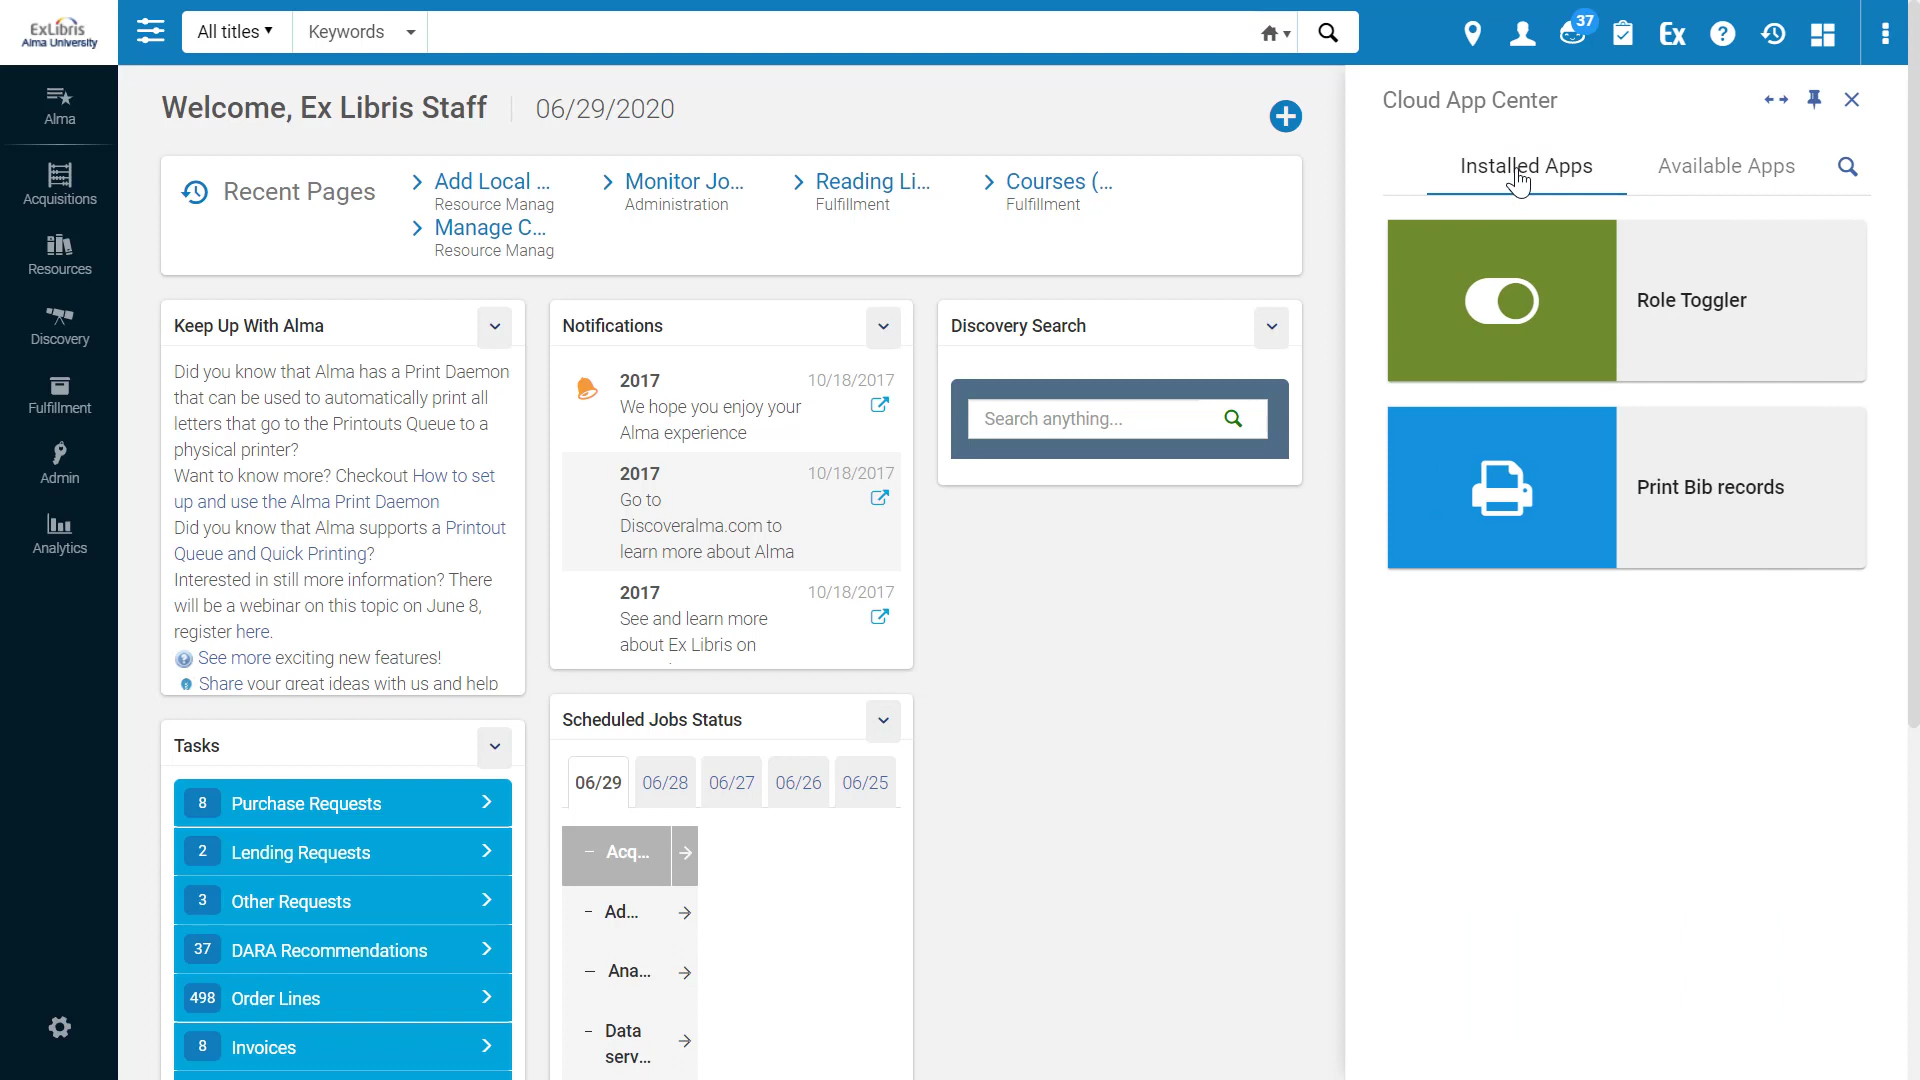 ExLibris
Alma University
All titles
Keywords
37
Ex
Alma
Acquisitions
Resources
Discovery
Fulfillment
Admin
Analytics
Welcome, Ex Libris Staff
06/29/2020
Recent Pages
Add Local ...
Resource Manag
Monitor Jo...
Administration
Reading Li...
Fulfillment
Courses (...
Fulfillment
Manage C...
Resource Manag
Keep Up With Alma
Did you know that Alma has a Print Daemon
that can be used to automatically print all
letters that go to the Printouts Queue to a
physical printer?
Want to know more? Checkout How to set
up and use the Alma Print Daemon
Did you know that Alma supports a Printout
Queue and Quick Printing?
Interested in still more information? There
will be a webinar on this topic on June 8,
register here.
See more exciting new features!
Share your great ideas with us and help
Tasks
8 Purchase Requests
2 Lending Requests
3 Other Requests
37 DARA Recommendations
498 Order Lines
8 Invoices
Notifications
2017 10/18/2017
We hope you enjoy your
Alma experience
2017 10/18/2017
Go to
Discoveralma.com to
learn more about Alma
2017 10/18/2017
See and learn more
about Ex Libris on
Scheduled Jobs Status
06/29 06/28 06/27 06/26 06/25
– Acq...
– Ad...
– Ana...
– Data
serv...
Discovery Search
Search anything...
Cloud App Center
Installed Apps
Available Apps
Role Toggler
Print Bib records